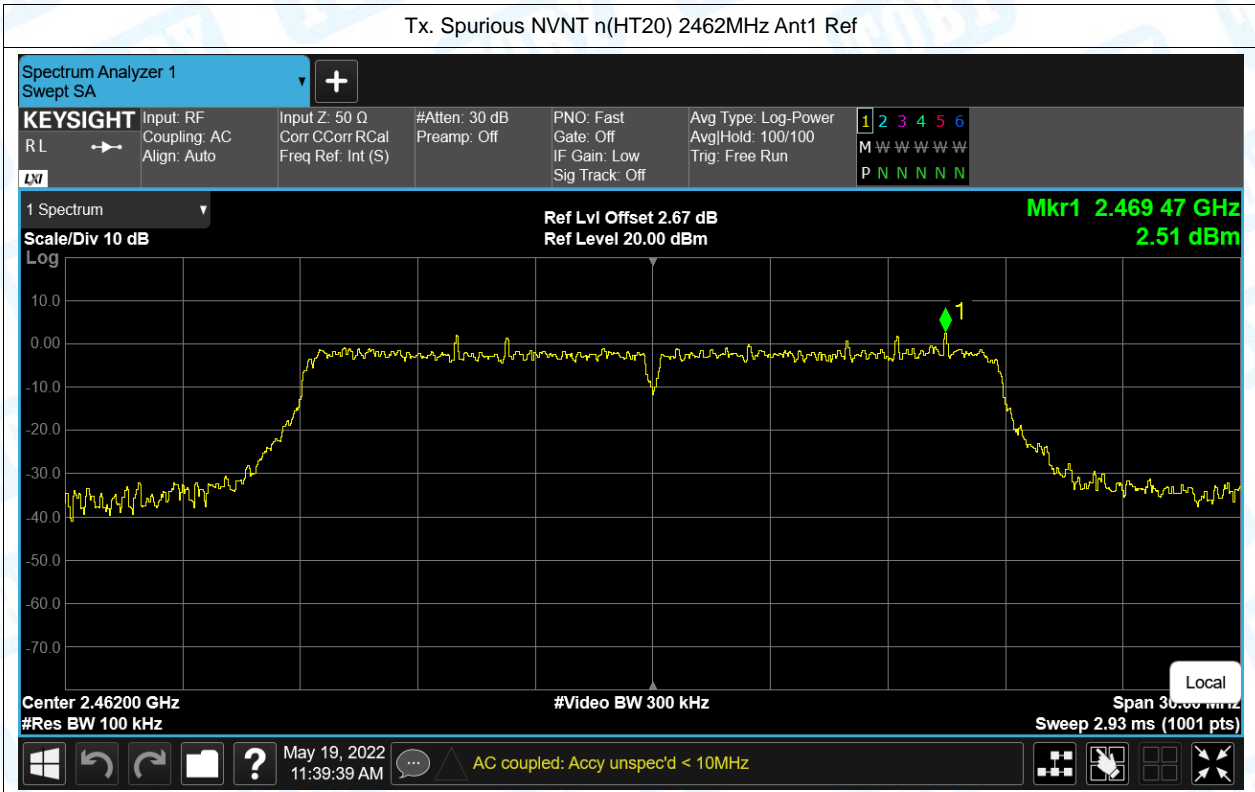 Tx. Spurious NVNT n(HT20) 2462MHz Ant1 Ref
Spectrum Analyzer 1
Swept SA
KEYSIGHT
RL
LXI
Input: RF
Coupling: AC
Align: Auto
Input Z: 50 Ω
Corr CCorr RCal
Freq Ref: Int (S)
#Atten: 30 dB
Preamp: Off
PNO: Fast
Gate: Off
IF Gain: Low
Sig Track: Off
Avg Type: Log-Power
Avg|Hold: 100/100
Trig: Free Run
1 2 3 4 5 6
M W W W W W
P N N N N N
1 Spectrum
Scale/Div 10 dB
Log
Ref Lvl Offset 2.67 dB
Ref Level 20.00 dBm
Mkr1 2.469 47 GHz
2.51 dBm
1
10.0
0.00
-10.0
-20.0
-30.0
-40.0
-50.0
-60.0
-70.0
Local
Center 2.46200 GHz
#Res BW 100 kHz
#Video BW 300 kHz
Span 30.00 MHz
Sweep 2.93 ms (1001 pts)
?
May 19, 2022
11:39:39 AM
AC coupled: Accy unspec'd < 10MHz